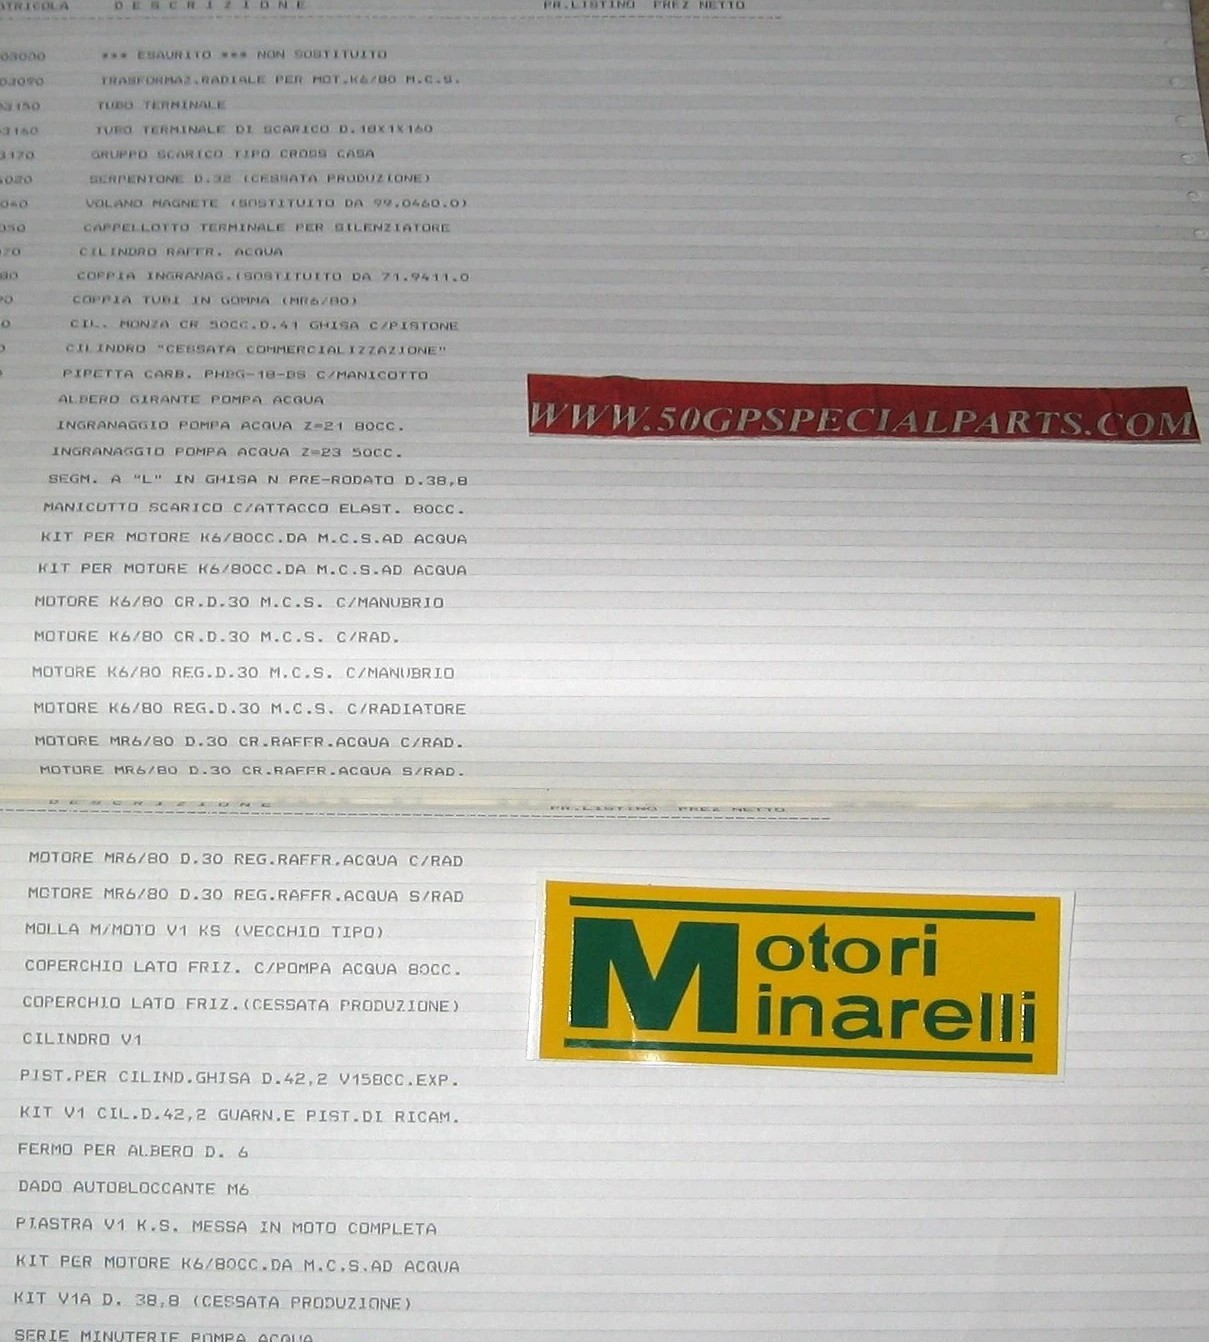 DESCRIZIONE PR.LISTINO PREZ NETTO
*** ESAURITO *** NON SOSTITUITO
TRASFORMAZ.RADIALE PER MOT.K6/80 M.C.S.
TUBO TERMINALE
TUBO TERMINALE DI SCARICO D.18X1X160
GRUPPO SCARICO TIPO CROSS CASA
SERPENTONE D.32 (CESSATA PRODUZIONE)
VOLANO MAGNETE (SOSTITUITO DA 99.0460.0)
CAPPELLOTTO TERMINALE PER SILENZIATORE
CILINDRO RAFFR. ACQUA
COPPIA INGRANAG.(SOSTITUITO DA 71.9411.0
COPPIA TUBI IN GOMMA (MR6/80)
CIL. MONZA CR 50CC.D.41 GHISA C/PISTONE
CILINDRO "CESSATA COMMERCIALIZZAZIONE"
PIPETTA CARB. PHBG-18-BS C/MANICOTTO
ALBERO GIRANTE POMPA ACQUA
WWW.50GPSPECIALPARTS.COM
INGRANAGGIO POMPA ACQUA Z=21 80CC.
INGRANAGGIO POMPA ACQUA Z=23 50CC.
SEGM. A "L" IN GHISA N PRE-RODATO D.38,8
MANICOTTO SCARICO C/ATTACCO ELAST. 80CC.
KIT PER MOTORE K6/80CC.DA M.C.S.AD ACQUA
KIT PER MOTORE K6/80CC.DA M.C.S.AD ACQUA
MOTORE K6/80 CR.D.30 M.C.S. C/MANUBRIO
MOTORE K6/80 CR.D.30 M.C.S. C/RAD.
MOTORE K6/80 REG.D.30 M.C.S. C/MANUBRIO
MOTORE K6/80 REG.D.30 M.C.S. C/RADIATORE
MOTORE MR6/80 D.30 CR.RAFFR.ACQUA C/RAD.
MOTORE MR6/80 D.30 CR.RAFFR.ACQUA S/RAD.
DESCRIZIONE PR.LISTINO PREZ NETTO
MOTORE MR6/80 D.30 REG.RAFFR.ACQUA C/RAD
MOTORE MR6/80 D.30 REG.RAFFR.ACQUA S/RAD
MOLLA M/MOTO V1 KS (VECCHIO TIPO)
COPERCHIO LATO FRIZ. C/POMPA ACQUA 80CC.
COPERCHIO LATO FRIZ.(CESSATA PRODUZIONE)
Motori
Minarelli
CILINDRO V1
PIST.PER CILIND.GHISA D.42,2 V158CC.EXP.
KIT V1 CIL.D.42,2 GUARN.E PIST.DI RICAM.
FERMO PER ALBERO D. 6
DADO AUTOBLOCCANTE M6
PIASTRA V1 K.S. MESSA IN MOTO COMPLETA
KIT PER MOTORE K6/80CC.DA M.C.S.AD ACQUA
KIT V1A D. 38,8 (CESSATA PRODUZIONE)
SERIE MINUTERIE POMPA ACQUA